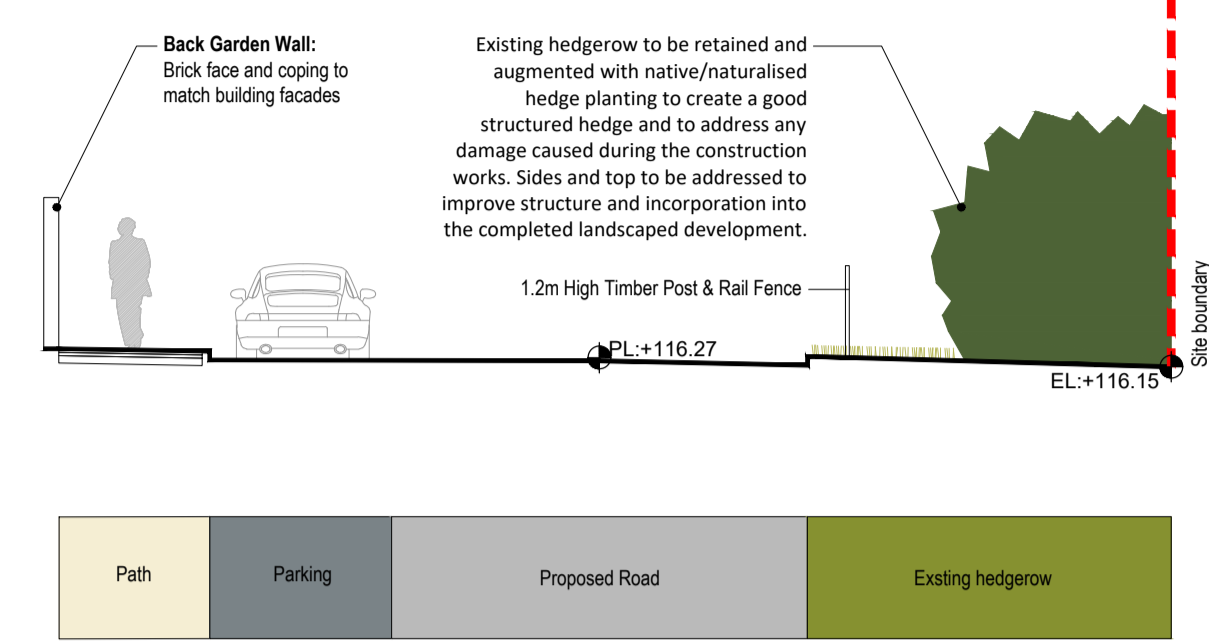 Back Garden Wall:
Brick face and coping to
match building facades
Existing hedgerow to be retained and
augmented with native/naturalised
hedge planting to create a good
structured hedge and to address any
damage caused during the construction
works. Sides and top to be addressed to
improve structure and incorporation into
the completed landscaped development.
1.2m High Timber Post & Rail Fence
Site boundary
PL:+116.27
EL:+116.15
Path
Parking
Proposed Road
Exsting hedgerow